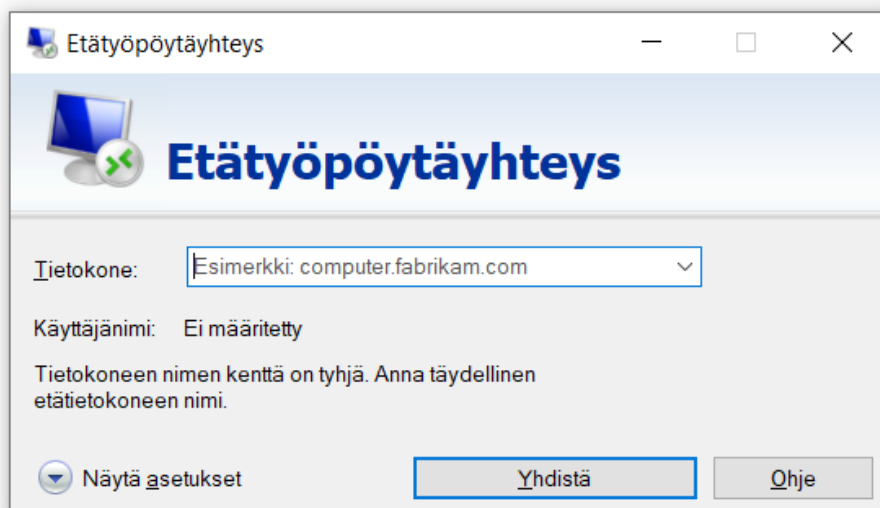 Etätyöpöytäyhteys
Etätyöpöytäyhteys
Tietokone: Esimerkki: computer.fabrikam.com
Käyttäjänimi: Ei määritetty
Tietokoneen nimen kenttä on tyhjä. Anna täydellinen
etätietokoneen nimi.
Näytä asetukset Yhdistä Ohje